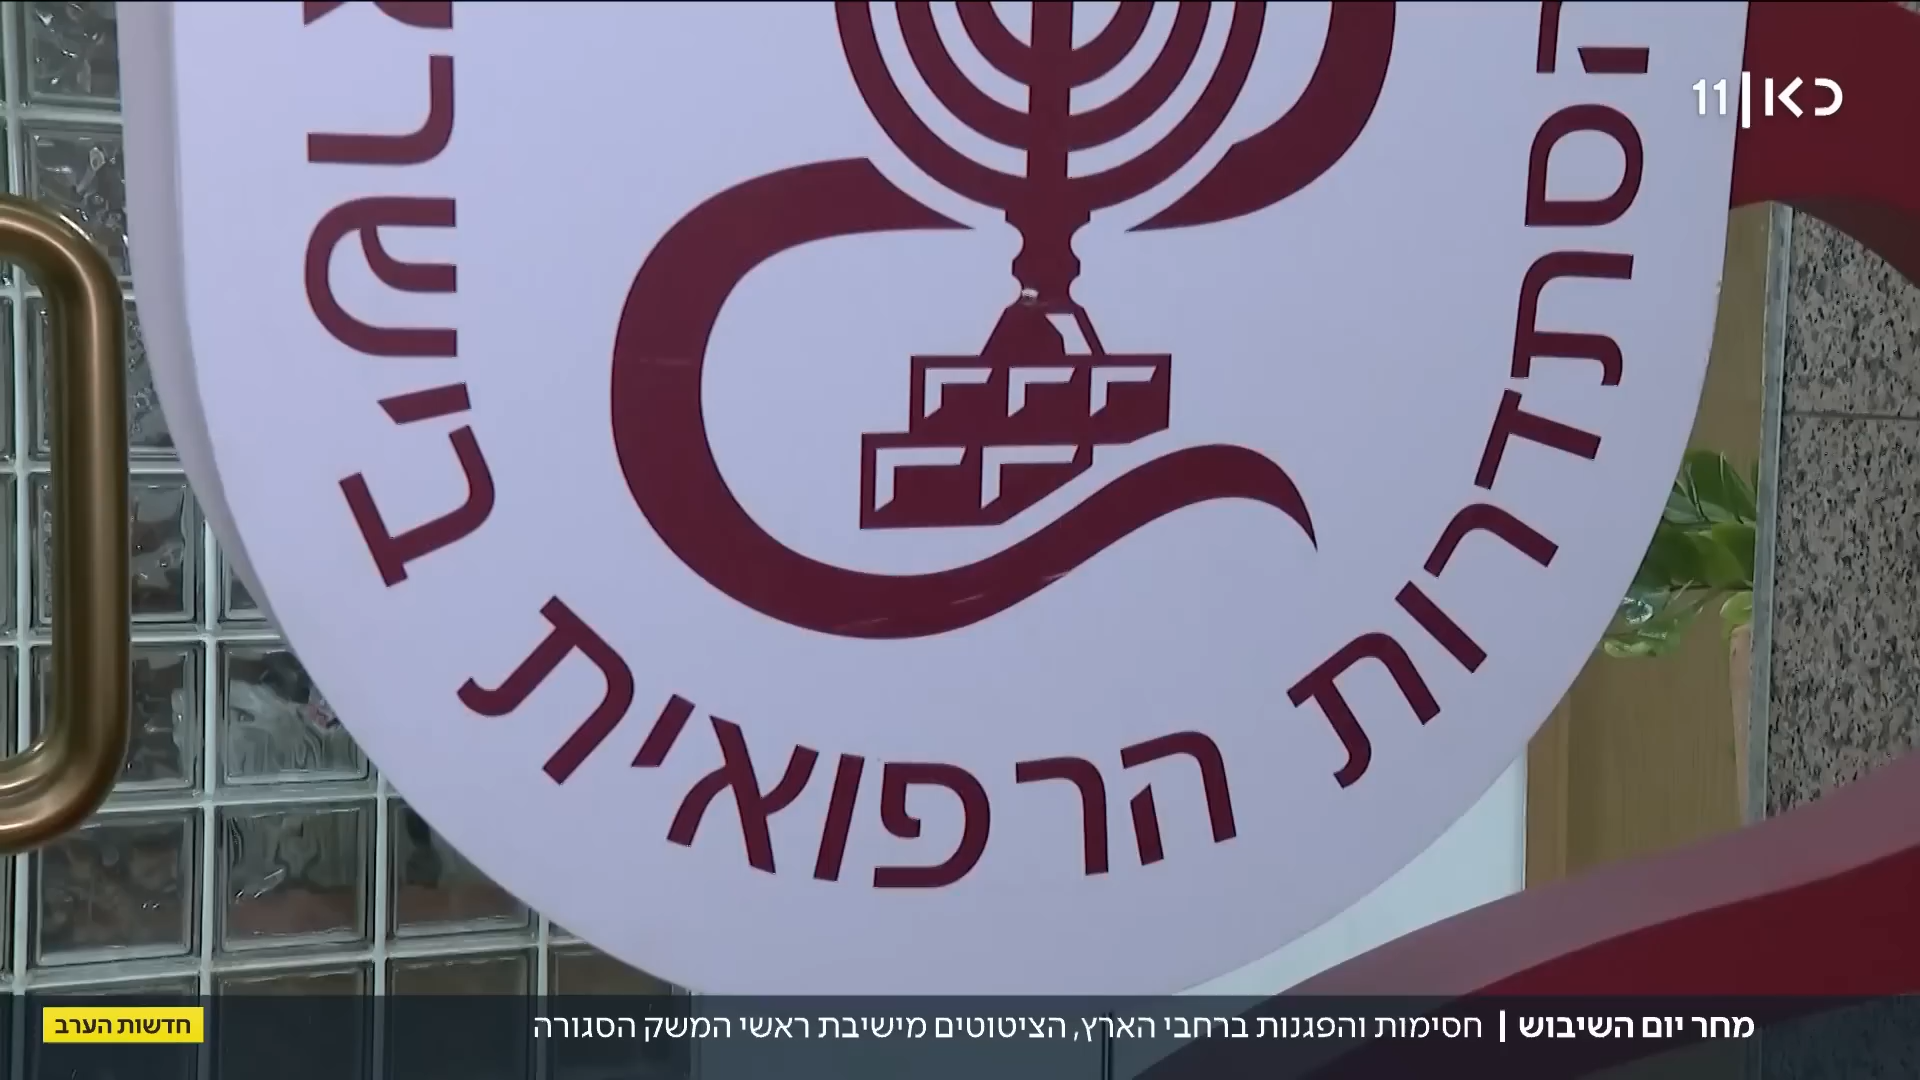 כאן 11
הסתדרות הרפואית
מחר יום השיבוש | חסימות והפגנות ברחבי הארץ, הציטוטים מישיבת ראשי המשק הסגורה
חדשות הערב